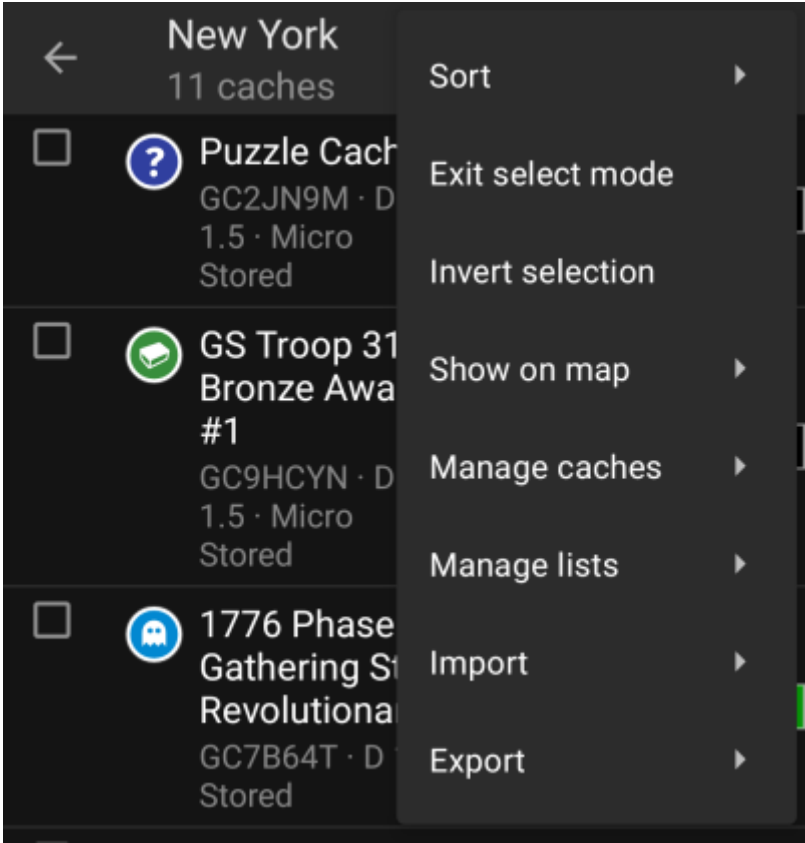 New York
11 caches
Puzzle Cach
GC2JN9M · D
1.5 · Micro
Stored
GS Troop 31
Bronze Awa
#1
GC9HCYN · D
1.5 · Micro
Stored
1776 Phase
Gathering St
Revolutiona
GC7B64T · D
Stored
Sort
Exit select mode
Invert selection
Show on map
Manage caches
Manage lists
Import
Export